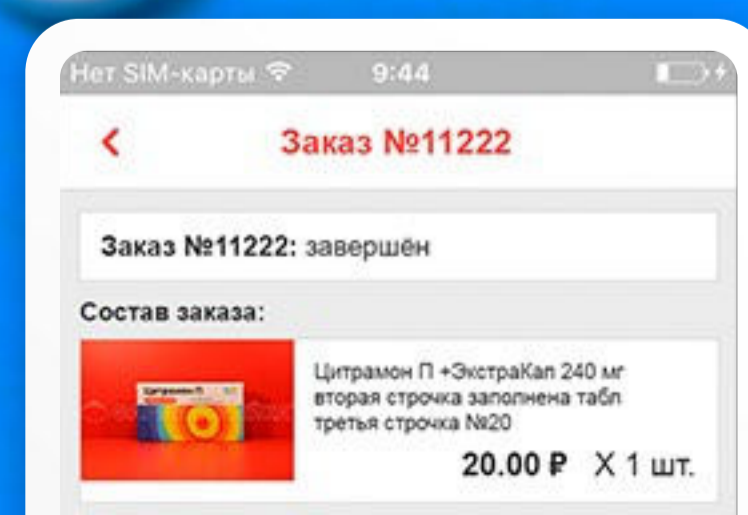 Нет SIM-карты 9:44
Заказ №11222
Заказ №11222: завершён
Состав заказа:
Цитрамон П +ЭкстраКап 240 мг
вторая строчка заполнена табл
третья строчка №20
20.00 ₽ X 1 шт.
Цитрамон П